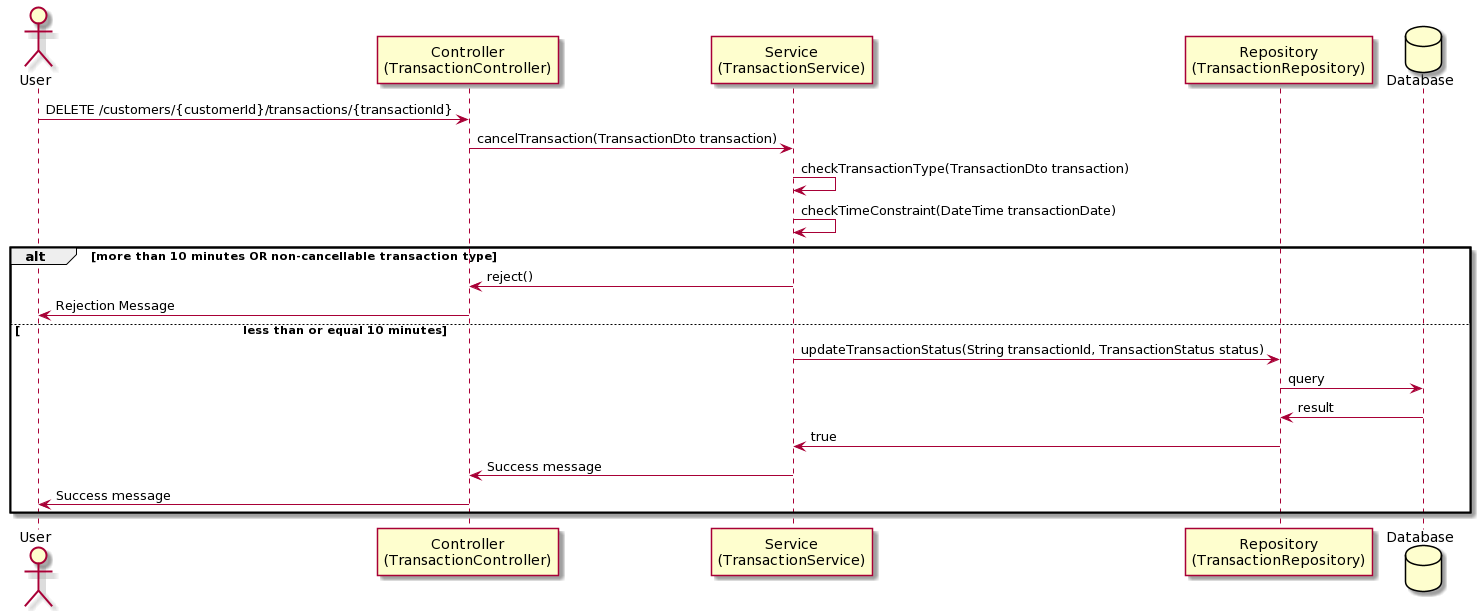 User
Controller
(TransactionController)
Service
(TransactionService)
Repository
(TransactionRepository)
Database
DELETE /customers/{customerId}/transactions/{transactionId}
cancelTransaction(TransactionDto transaction)
checkTransactionType(TransactionDto transaction)
checkTimeConstraint(DateTime transactionDate)
alt [more than 10 minutes OR non-cancellable transaction type]
reject()
Rejection Message
[ less than or equal 10 minutes]
updateTransactionStatus(String transactionId, TransactionStatus status)
query
result
true
Success message
Success message
User
Controller
(TransactionController)
Service
(TransactionService)
Repository
(TransactionRepository)
Database